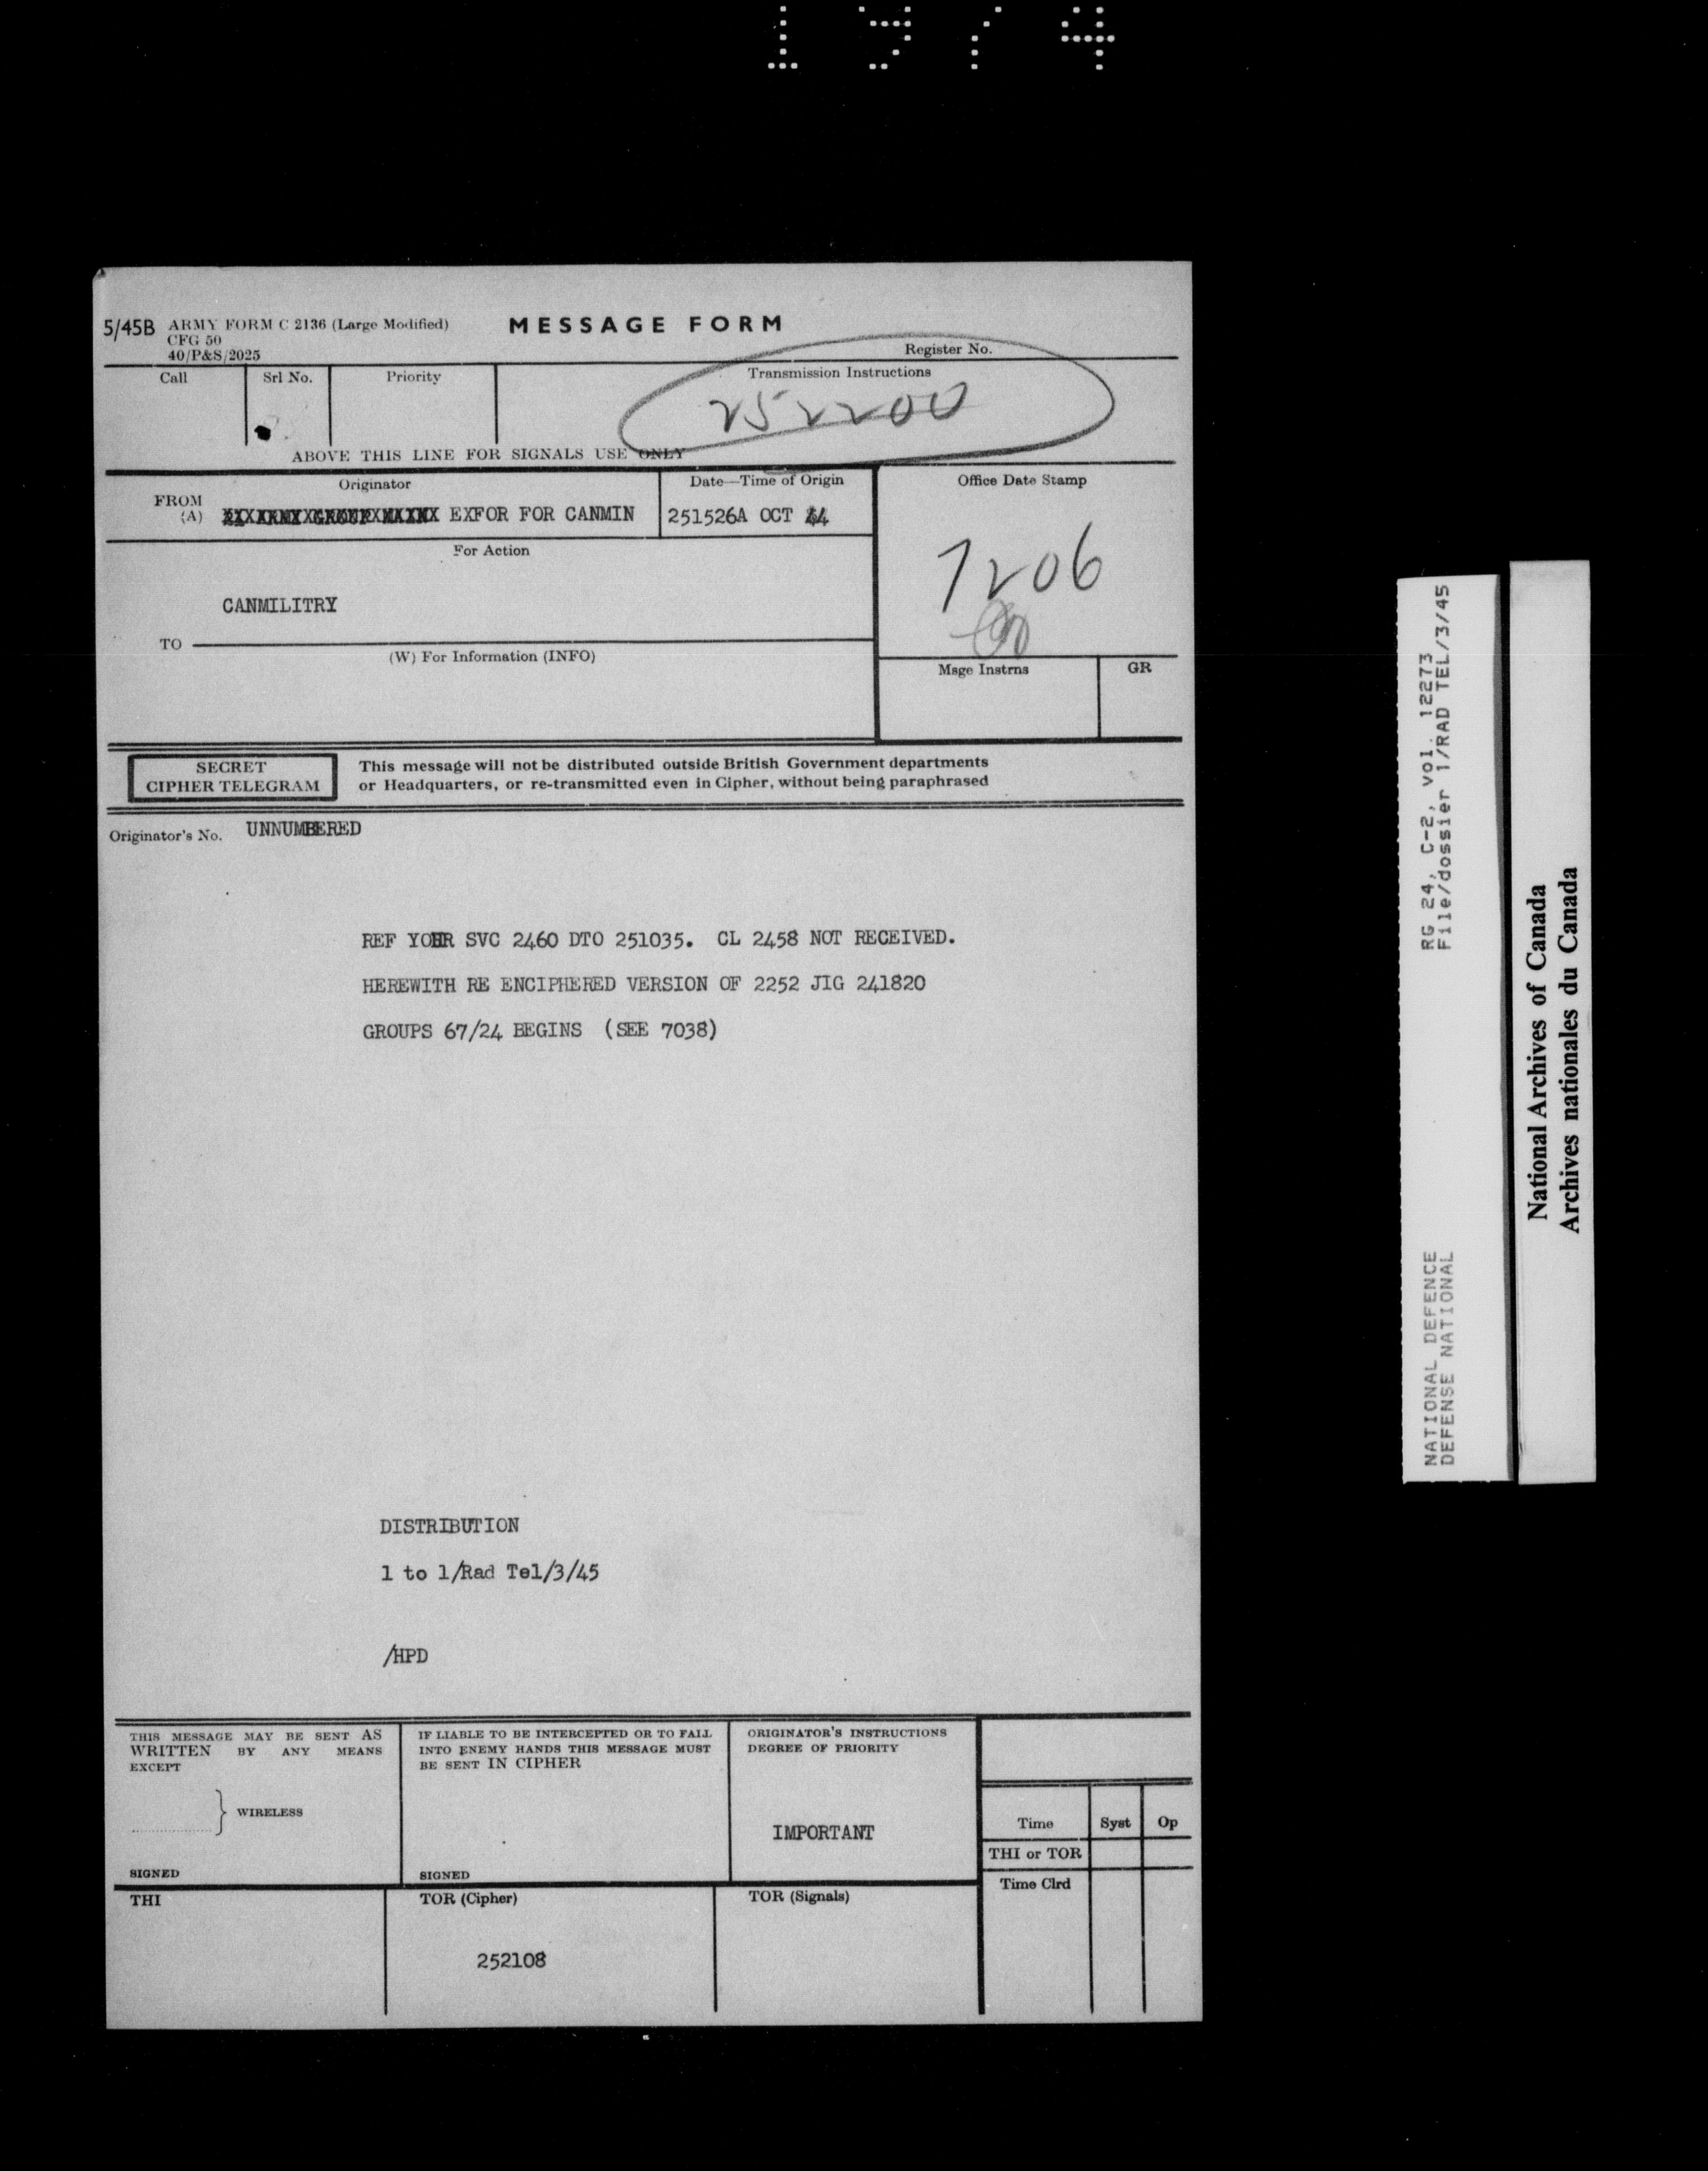 1974
5/45B ARMY FORM C 2136 (Large Modified)
CFG 50
40/P&S/2025
MESSAGE FORM
Register No.
Call
Srl No.
Priority
Transmission Instructions
252200
ABOVE THIS LINE FOR SIGNALS USE ONLY
FROM
(A)
Originator
EXFOR FOR CANMIN
Date—Time of Origin
251526A OCT 44
Office Date Stamp
7206
For Action
CANMILITRY
TO
(W) For Information (INFO)
Msge Instrns
GR
SECRET
CIPHER TELEGRAM
This message will not be distributed outside British Government departments
or Headquarters, or re-transmitted even in Cipher, without being paraphrased
Originator's No. UNNUMBERED
REF YOUR SVC 2460 DTO 251035. CL 2458 NOT RECEIVED.
HEREWITH RE ENCIPHERED VERSION OF 2252 JIG 241820
GROUPS 67/24 BEGINS (SEE 7038)
DISTRIBUTION
1 to 1/Rad Tel/3/45
/HPD
THIS MESSAGE MAY BE SENT AS
WRITTEN BY ANY MEANS
EXCEPT
WIRELESS
SIGNED
IF LIABLE TO BE INTERCEPTED OR TO FALL
INTO ENEMY HANDS THIS MESSAGE MUST
BE SENT IN CIPHER
SIGNED
ORIGINATOR'S INSTRUCTIONS
DEGREE OF PRIORITY
IMPORTANT
Time
Syst
Op
THI or TOR
Time Clrd
THI
TOR (Cipher)
252108
TOR (Signals)
RG 24, C-2, vol. 12273
File/dossier 1/RAD TEL/3/45
NATIONAL DEFENCE
DEFENSE NATIONAL
National Archives of Canada
Archives nationales du Canada